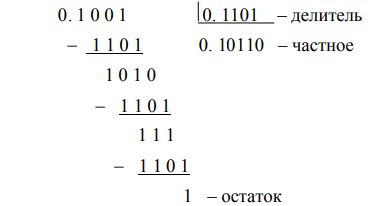 0. 1 0 0 1 0. 1101 – делитель
– 1 1 0 1 0. 10110 – частное
1 0 1 0
– 1 1 0 1
1 1 1
– 1 1 0 1
1 – остаток